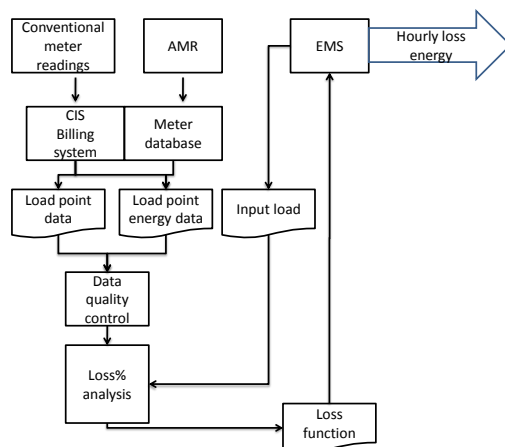 Conventional
meter
readings
AMR
EMS
Hourly loss
energy
CIS
Billing
system
Meter
database
Load point
data
Load point
energy data
Input load
Data
quality
control
Loss%
analysis
Loss
function